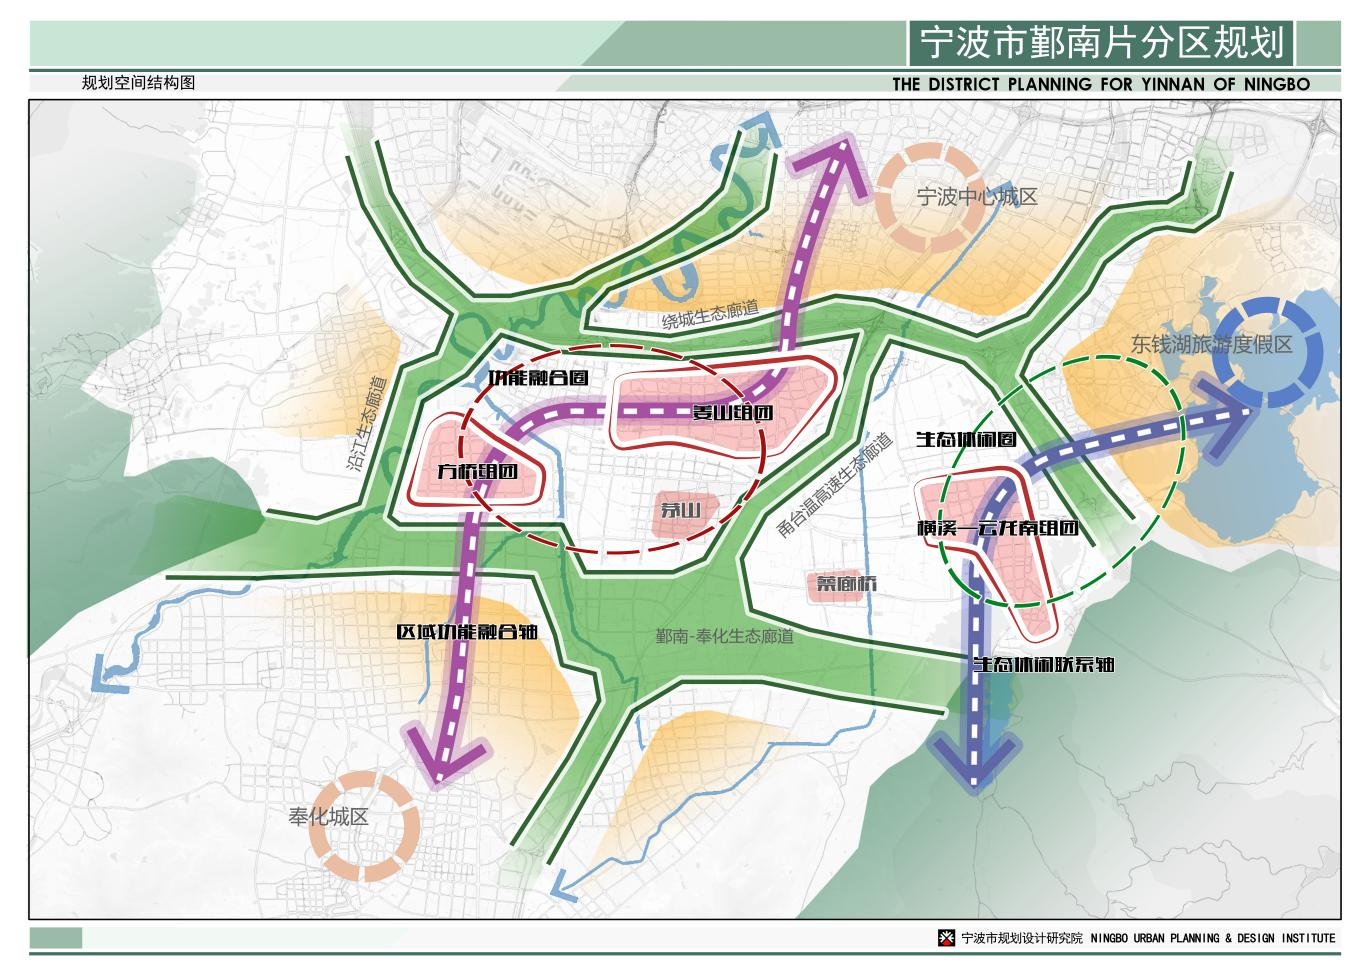 宁波市鄞南片分区规划
规划空间结构图
THE DISTRICT PLANNING FOR YINNAN OF NINGBO
宁波中心城区
绕城生态廊道
东钱湖旅游度假区
功能融合圈
姜山组团
沿江生态廊道
生态休闲圈
方桥组团
甬台温高速生态廊道
茅山
横溪—云龙南组团
蔡廊桥
区域功能融合轴
鄞南-奉化生态廊道
生态休闲联系轴
奉化城区
宁波市规划设计研究院 NINGBO URBAN PLANNING & DESIGN INSTITUTE